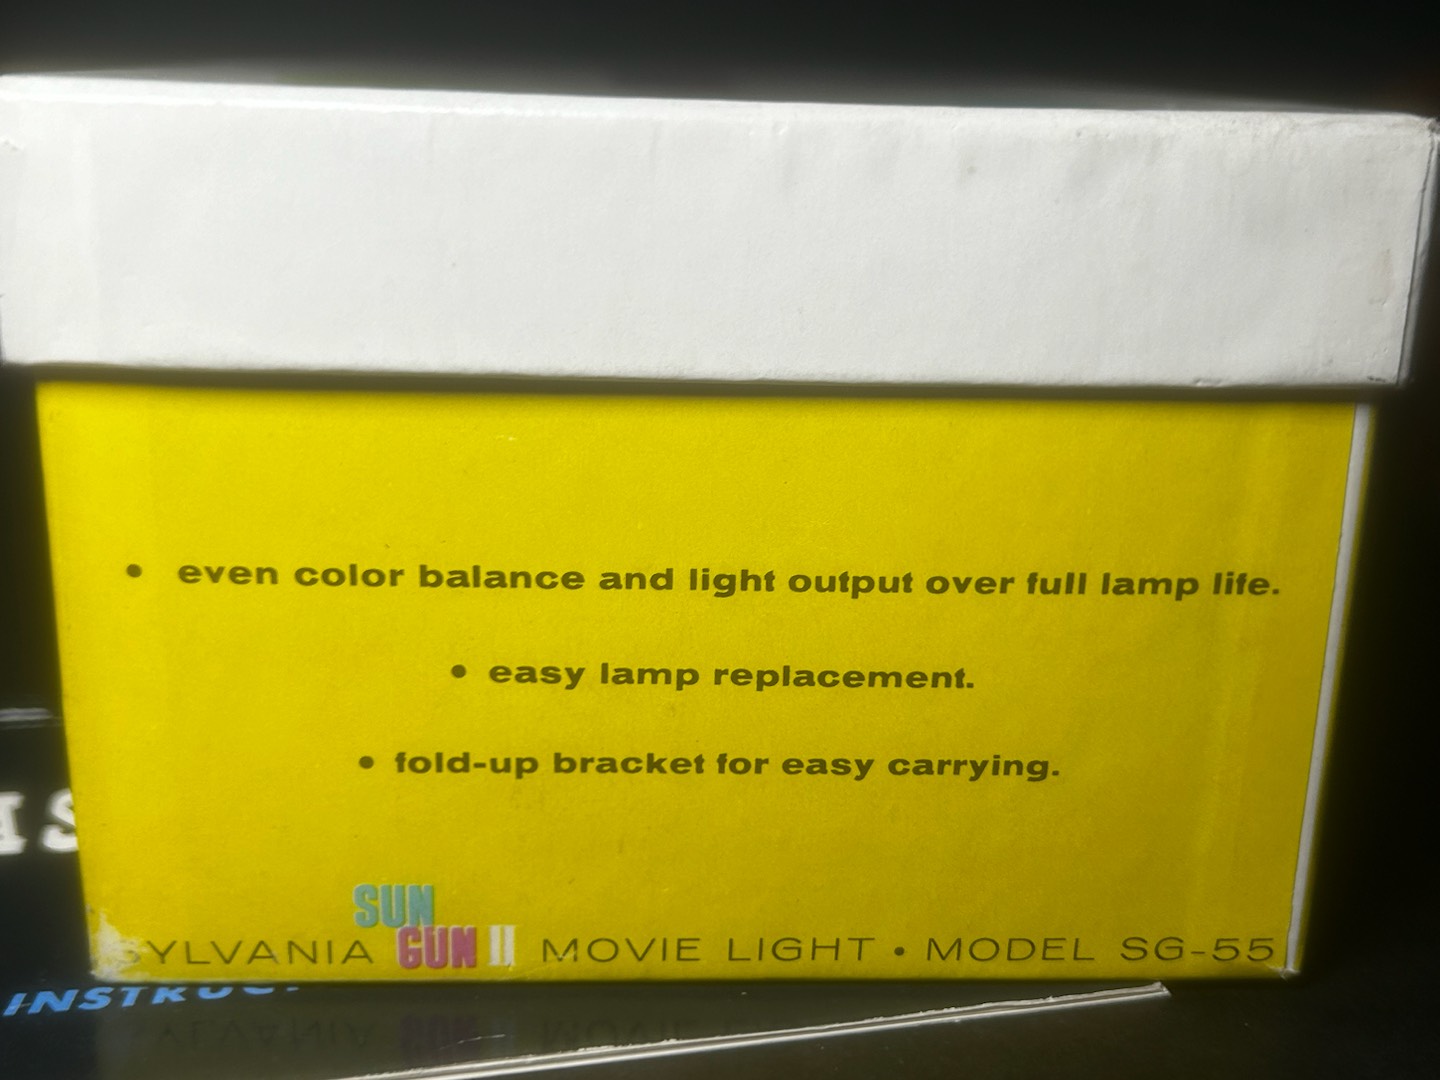 • even color balance and light output over full lamp life.
• easy lamp replacement.
• fold-up bracket for easy carrying.
SYLVANIA SUN GUN II MOVIE LIGHT • MODEL SG-55